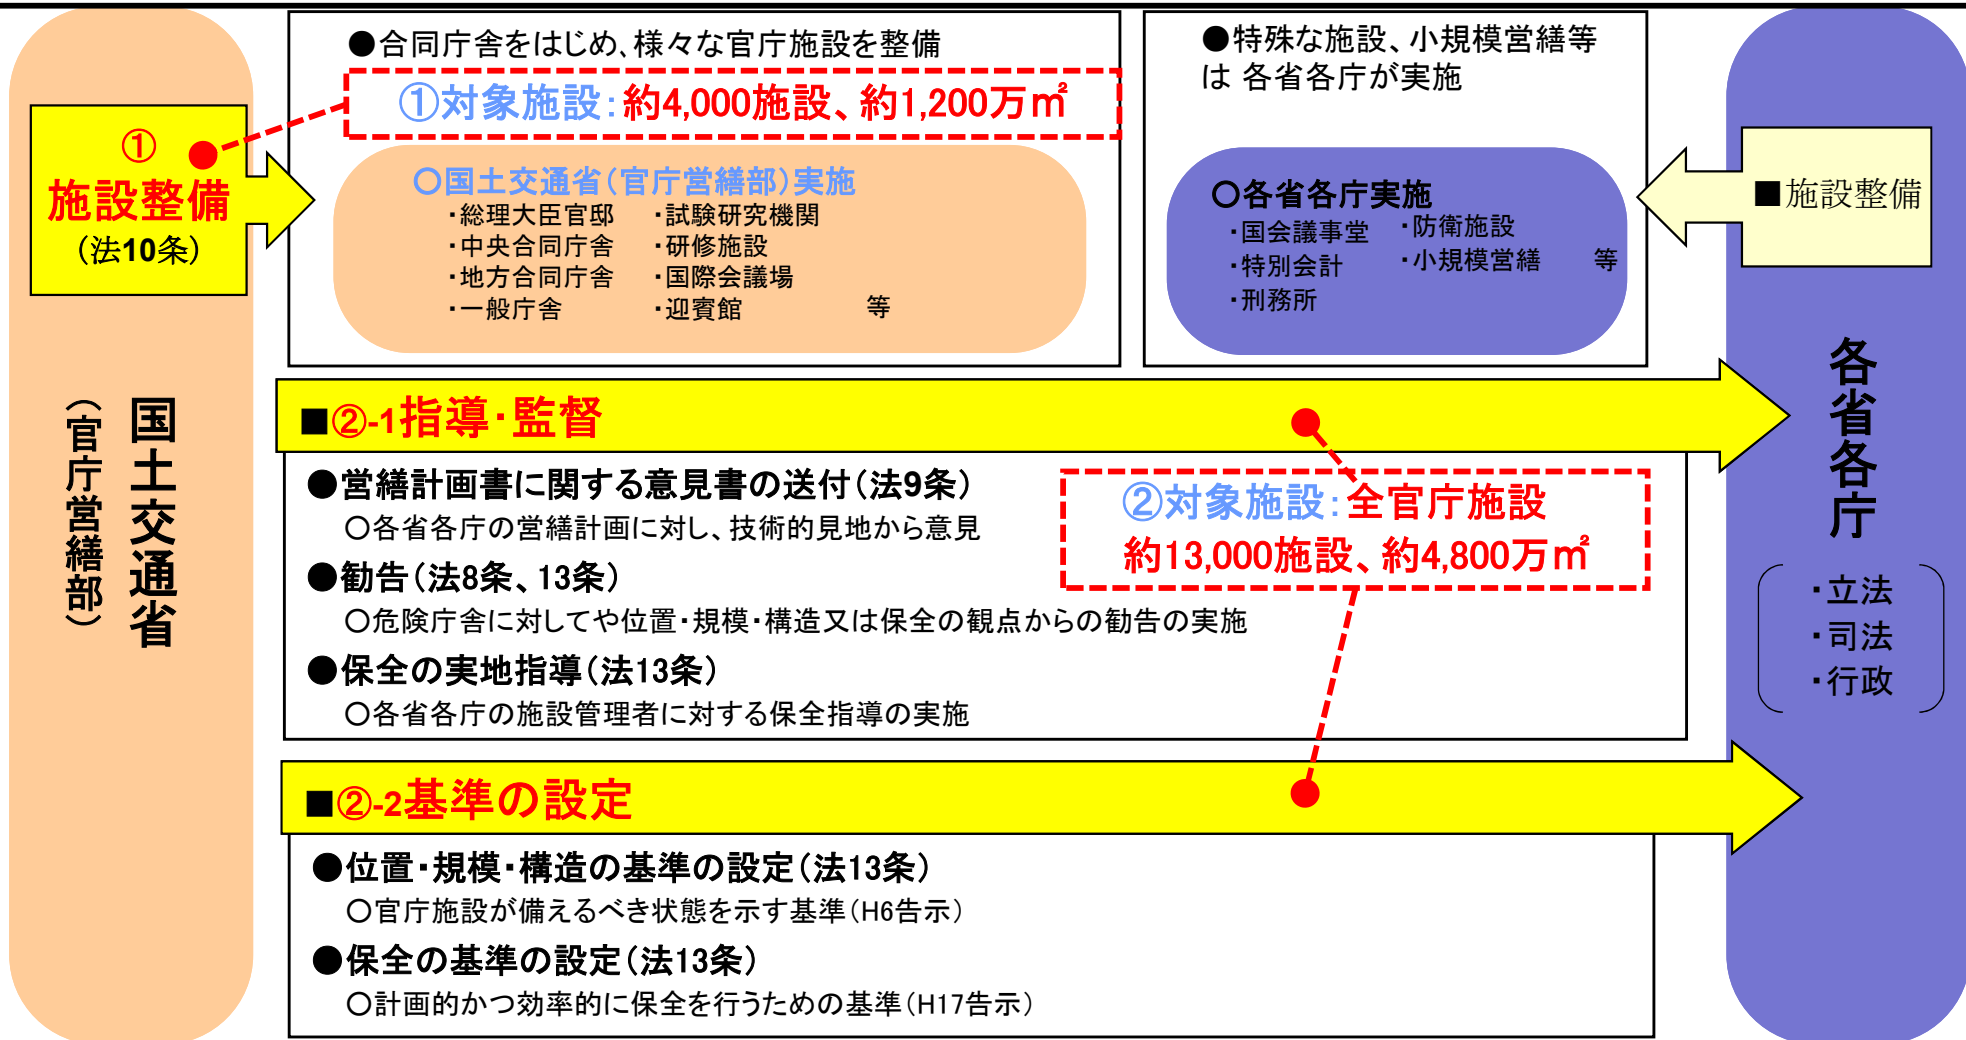 ●合同庁舎をはじめ、様々な官庁施設を整備
①対象施設：約4,000施設、約1,200万㎡
①
施設整備
（法10条）
○国土交通省（官庁営繕部）実施
・総理大臣官邸 ・試験研究機関
・中央合同庁舎 ・研修施設
・地方合同庁舎 ・国際会議場
・一般庁舎 ・迎賓館 等
●特殊な施設、小規模営繕等
は 各省各庁が実施
○各省各庁実施
・国会議事堂 ・防衛施設
・特別会計 ・小規模営繕 等
・刑務所
■施設整備
国土交通省
（官庁営繕部）
■②-1指導・監督
●営繕計画書に関する意見書の送付（法9条）
○各省各庁の営繕計画に対し、技術的見地から意見
●勧告（法8条、13条）
○危険庁舎に対してや位置・規模・構造又は保全の観点からの勧告の実施
●保全の実地指導（法13条）
○各省各庁の施設管理者に対する保全指導の実施
②対象施設：全官庁施設
約13,000施設、約4,800万㎡
■②-2基準の設定
●位置・規模・構造の基準の設定（法13条）
○官庁施設が備えるべき状態を示す基準（H6告示）
●保全の基準の設定（法13条）
○計画的かつ効率的に保全を行うための基準（H17告示）
各省各庁
・立法
・司法
・行政